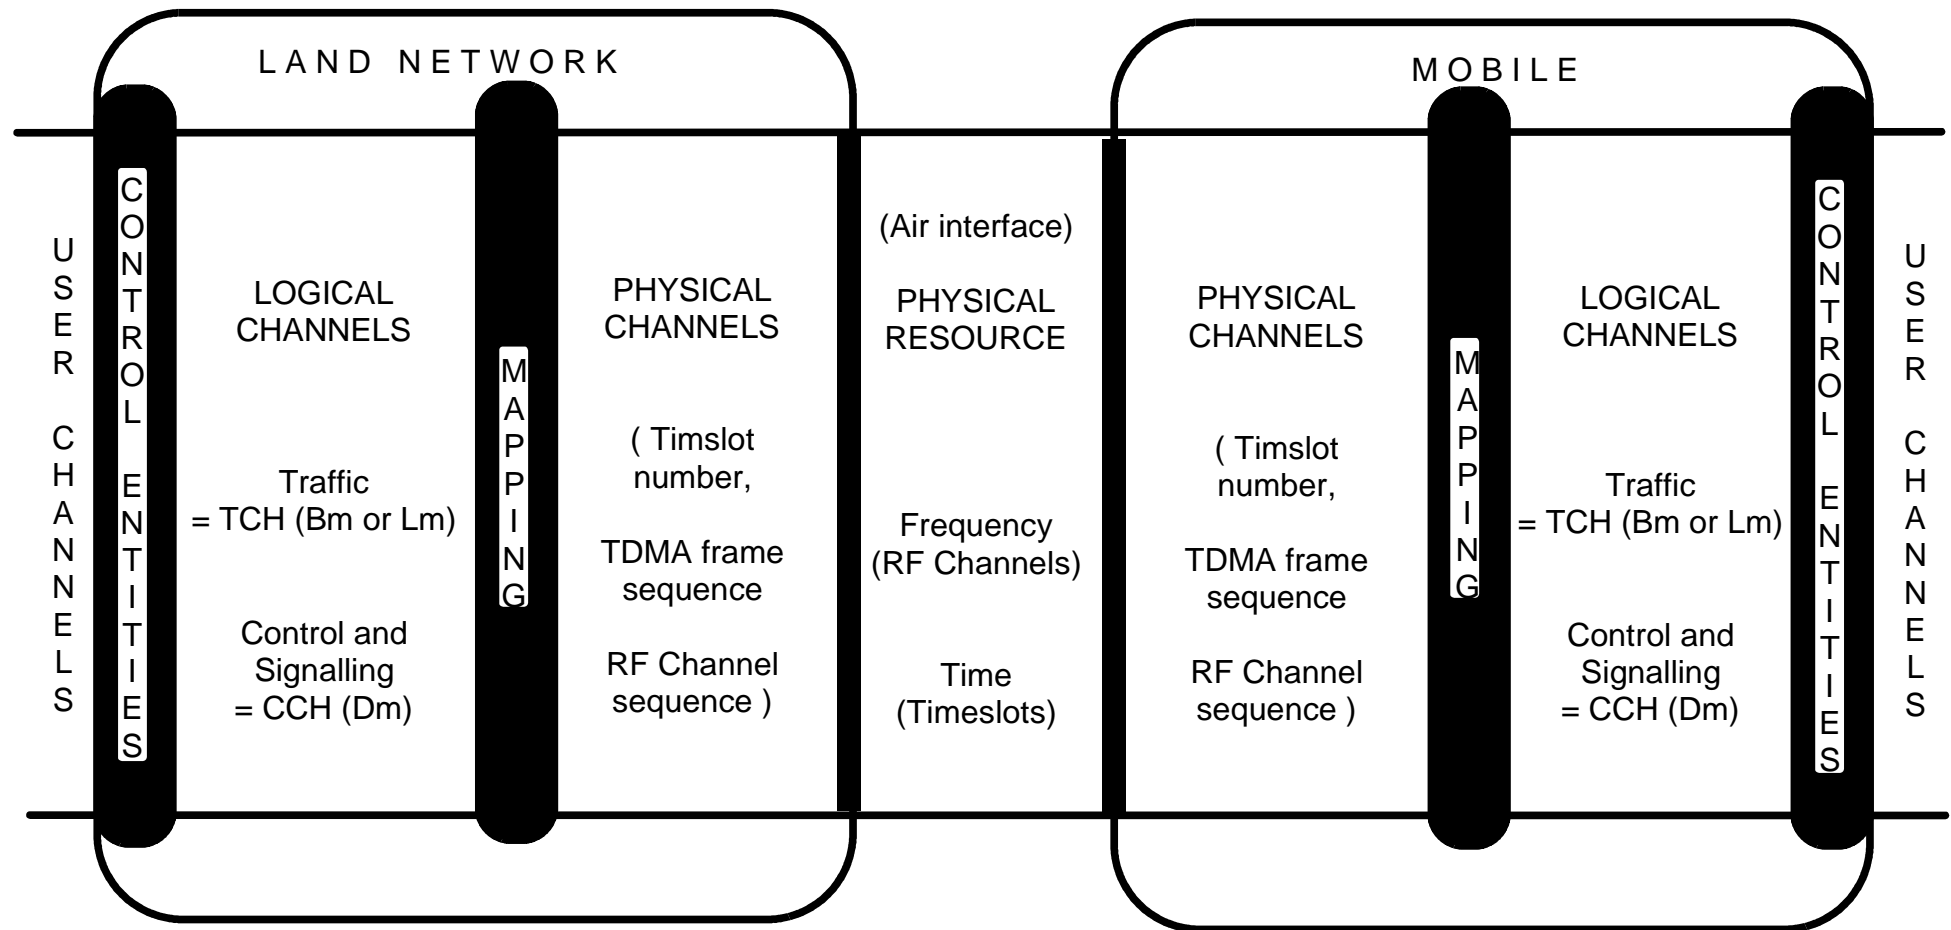 LAND NETWORK
MOBILE
USER CHANNELS
CONTROL ENTITIES
LOGICAL
CHANNELS
Traffic
= TCH (Bm or Lm)
Control and
Signalling
= CCH (Dm)
MAPPING
PHYSICAL
CHANNELS
( Timslot
number,
TDMA frame
sequence
RF Channel
sequence )
(Air interface)
PHYSICAL
RESOURCE
Frequency
(RF Channels)
Time
(Timeslots)
PHYSICAL
CHANNELS
( Timslot
number,
TDMA frame
sequence
RF Channel
sequence )
MAPPING
LOGICAL
CHANNELS
Traffic
= TCH (Bm or Lm)
Control and
Signalling
= CCH (Dm)
CONTROL ENTITIES
USER CHANNELS